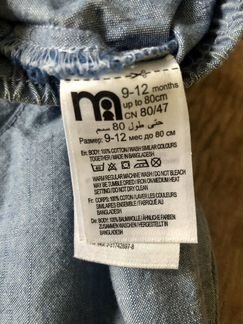 9-12 months
up to 80cm
CN 80/47
حتى طول 80 سم
Размер: 9-12 мес до 80 см
En: BODY: 100% COTTON / WASH SIMILAR COLOURS
TOGETHER / MADE IN BANGLADESH
WARM REGULAR MACHINE WASH / DO NOT BLEACH
MAY BE TUMBLE DRIED / IRON ON MEDIUM HEAT
SETTING / DO NOT DRY CLEAN
Fr: CORPS: 100% COTON / LAVER LES COULEURS
SIMILAIRES ENSEMBLE / FABRIQUÉ AU
BANGLADESH
De: BODY: 100% BAUMWOLLE / ÄHNLICHE FARBEN
ZUSAMMEN WASCHEN / HERGESTELLT IN
BANGLADESH